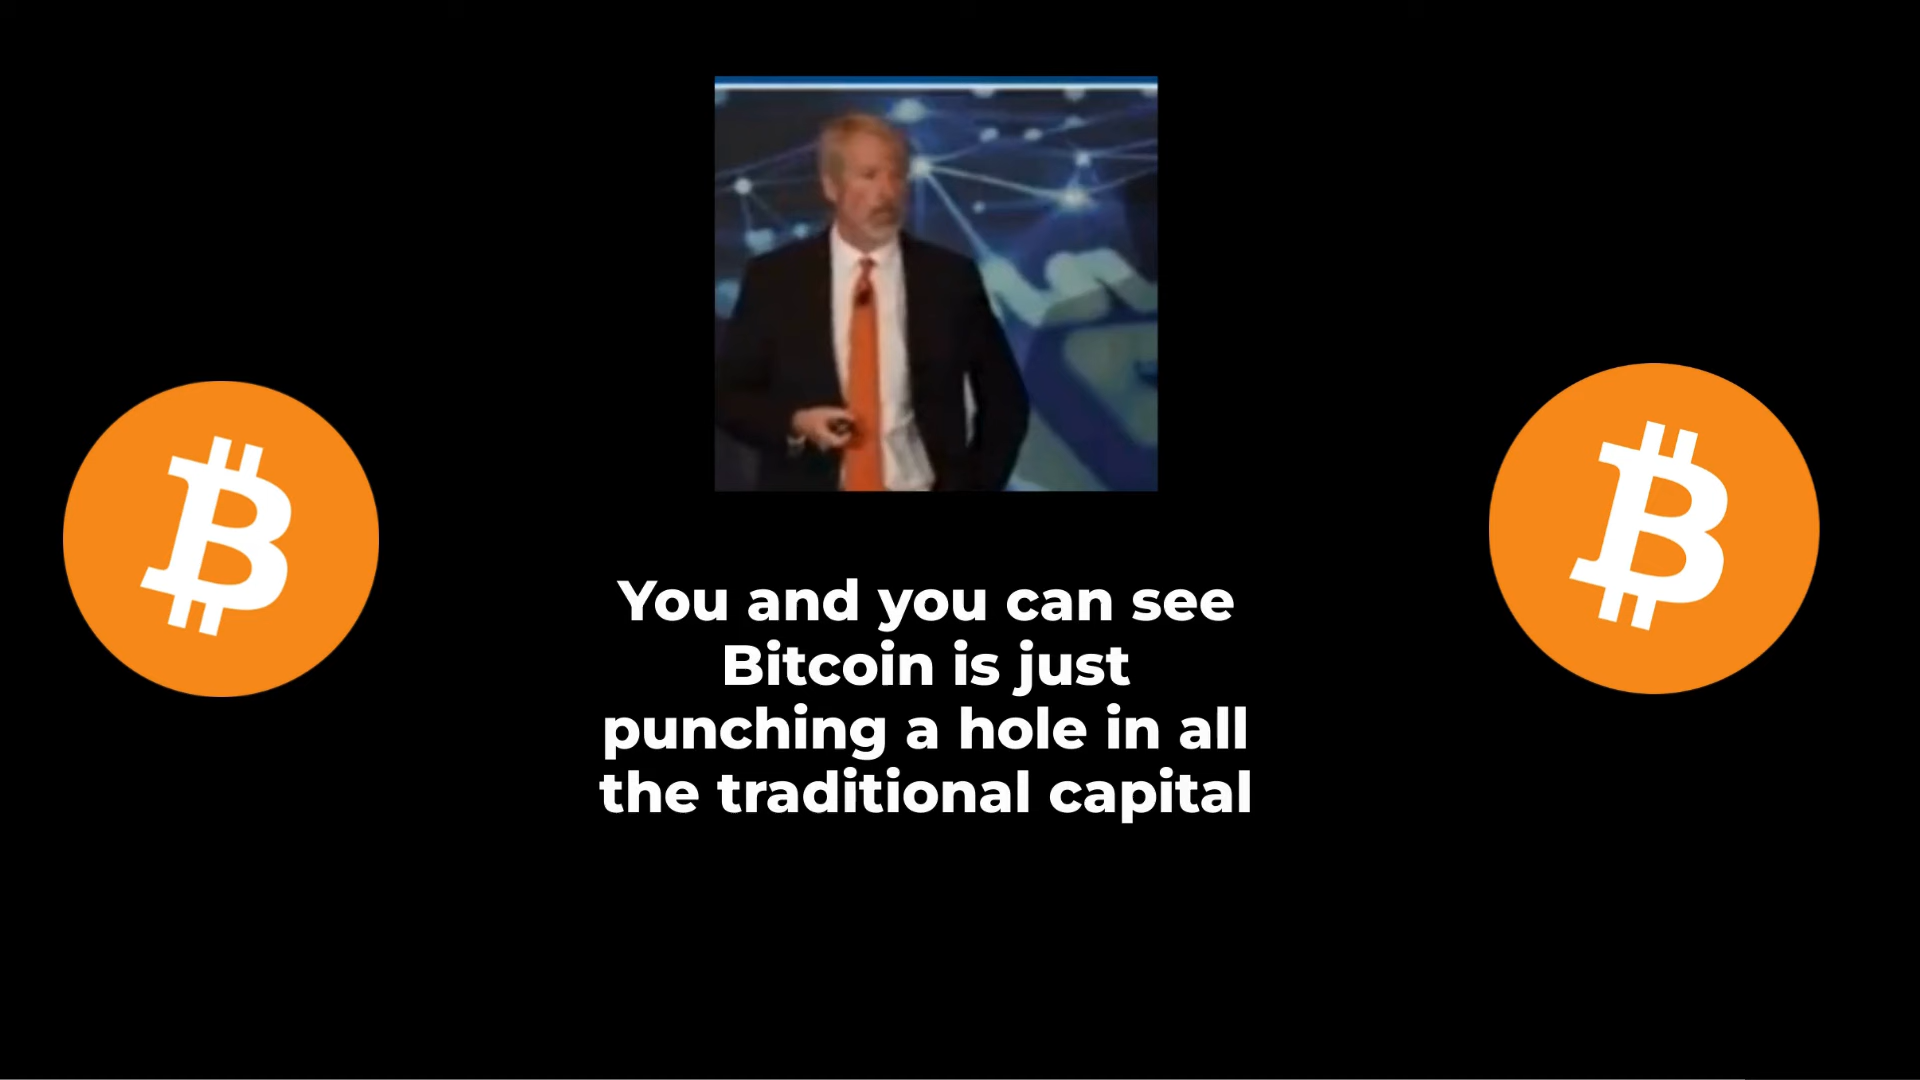 You and you can see
Bitcoin is just
punching a hole in all
the traditional capital